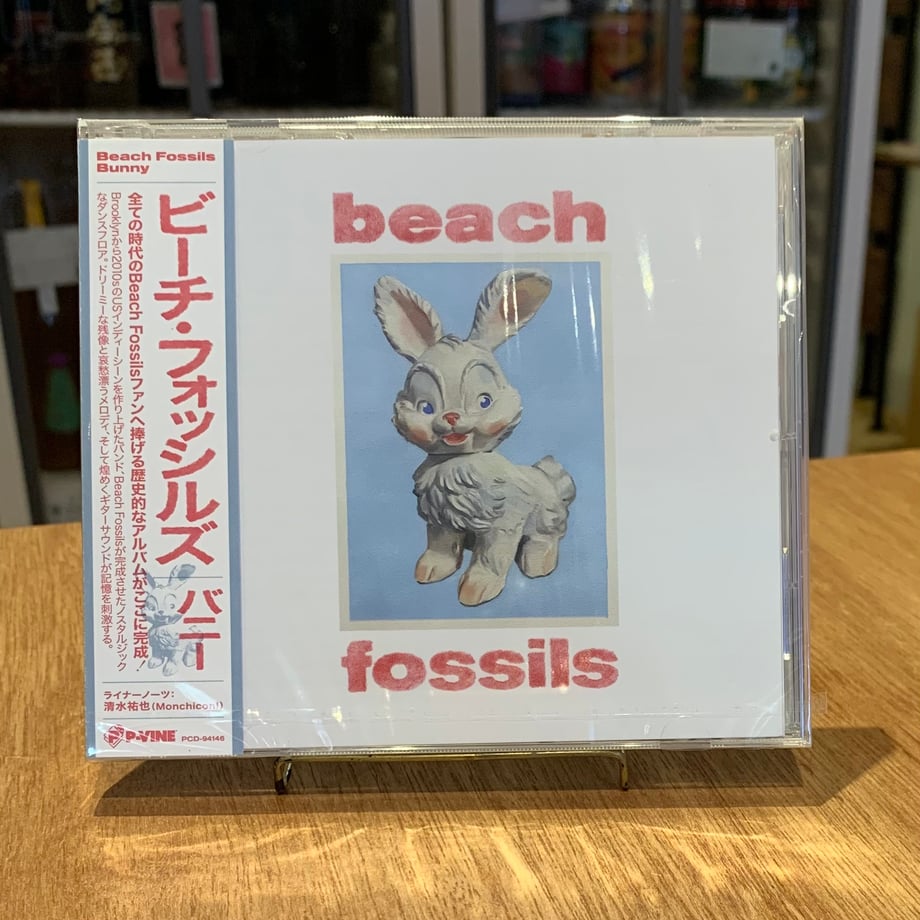 Beach Fossils
Bunny
ビーチ・フォッシルズ
バニー
全ての時代のBeach Fossilsファンへ捧げる歴史的なアルバムがここに完成!
Brooklynから2010sのUSインディーシーンを作り上げたバンド、Beach Fossilsが完成させたノスタルジック
なダンスフロア。ドリーミーな残像と哀愁漂うメロディ、そして煌めくギターサウンドが記憶を刺激する。
ライナーノーツ:
清水祐也(Monchicon!)
P-VINE
PCD-94146
beach
fossils